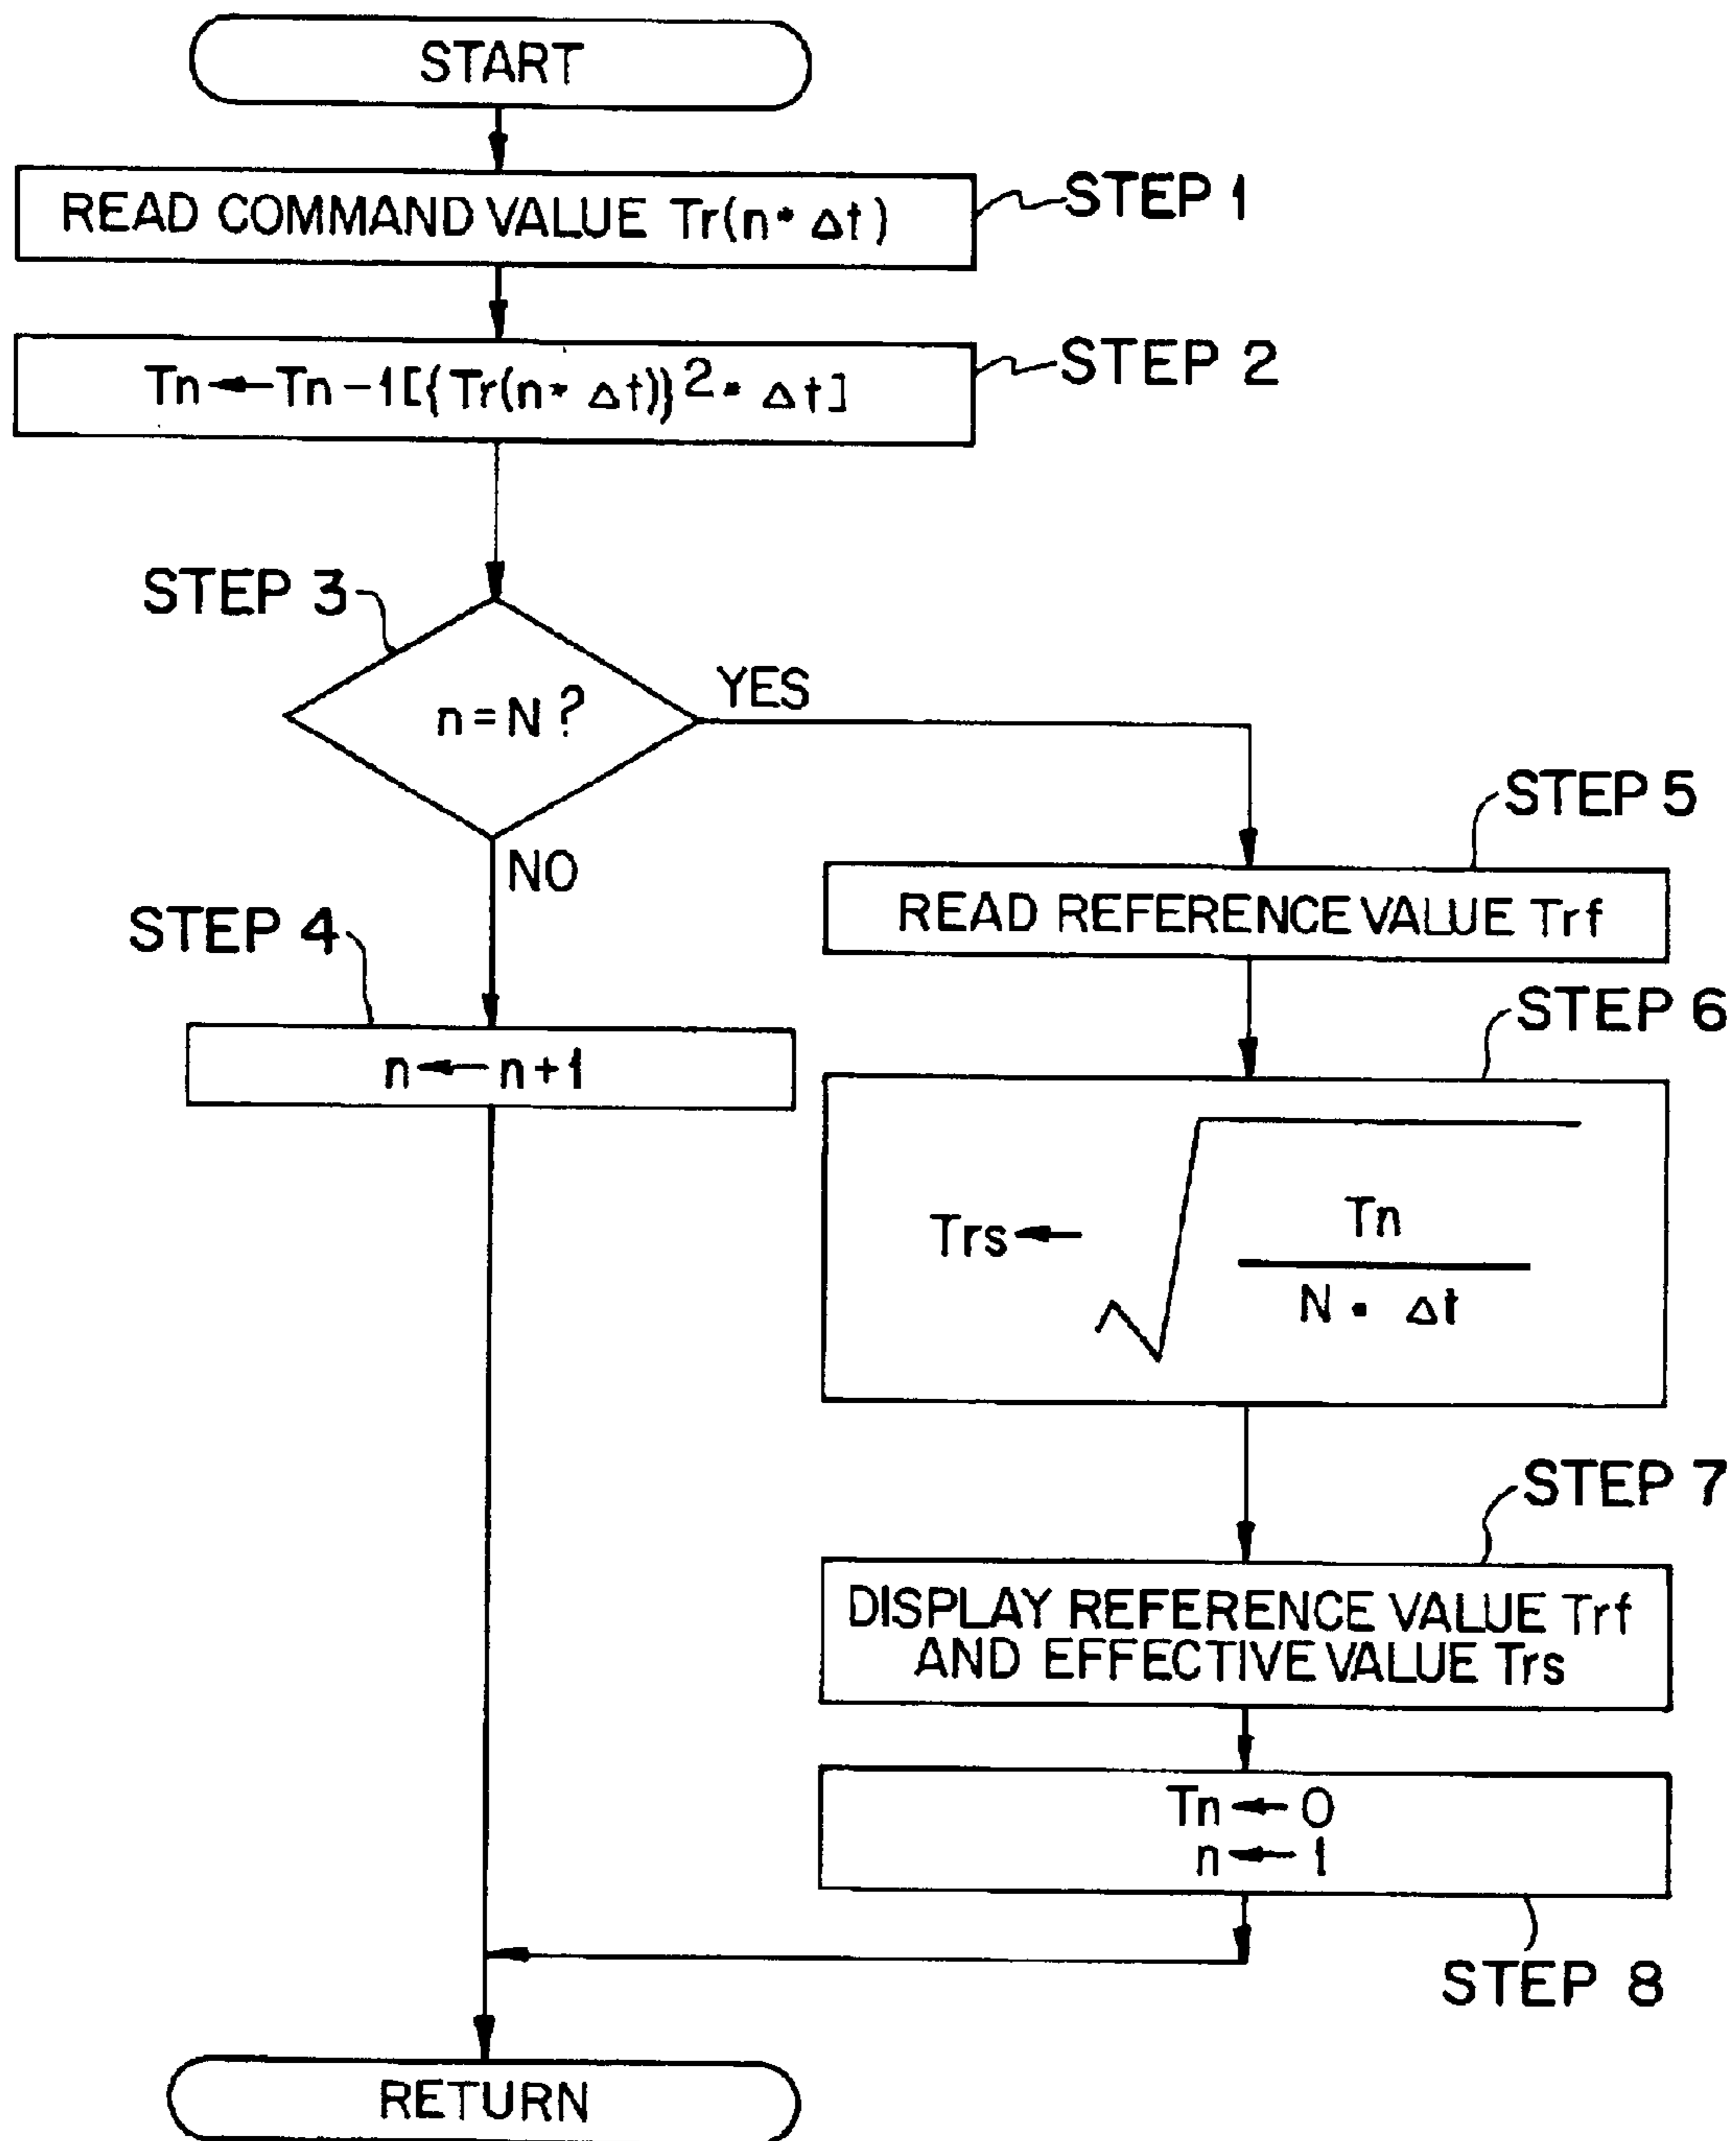 START
READ COMMAND VALUE Tr(n・Δt)
STEP 1
Tn←Tn-1[{Tr(n・Δt)}²・Δt]
STEP 2
STEP 3
n=N?
YES
NO
STEP 4
n←n+1
STEP 5
READ REFERENCE VALUE Trf
STEP 6
Trs← √ Tn
N・Δt
STEP 7
DISPLAY REFERENCE VALUE Trf
AND EFFECTIVE VALUE Trs
Tn←0
n←1
STEP 8
RETURN